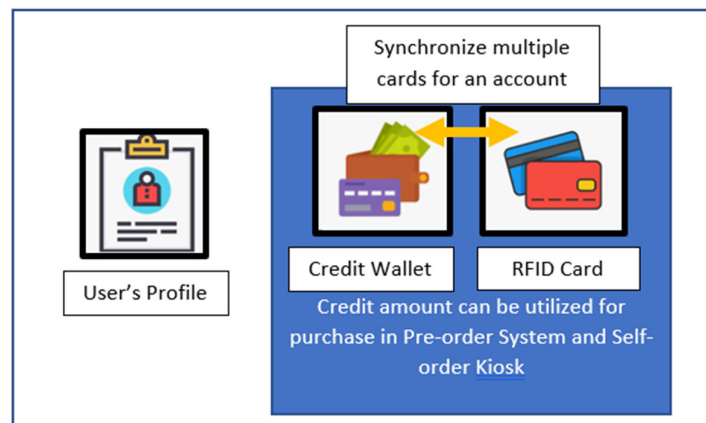 Synchronize multiple
cards for an account
User's Profile
Credit Wallet
RFID Card
Credit amount can be utilized for
purchase in Pre-order System and Self-
order Kiosk